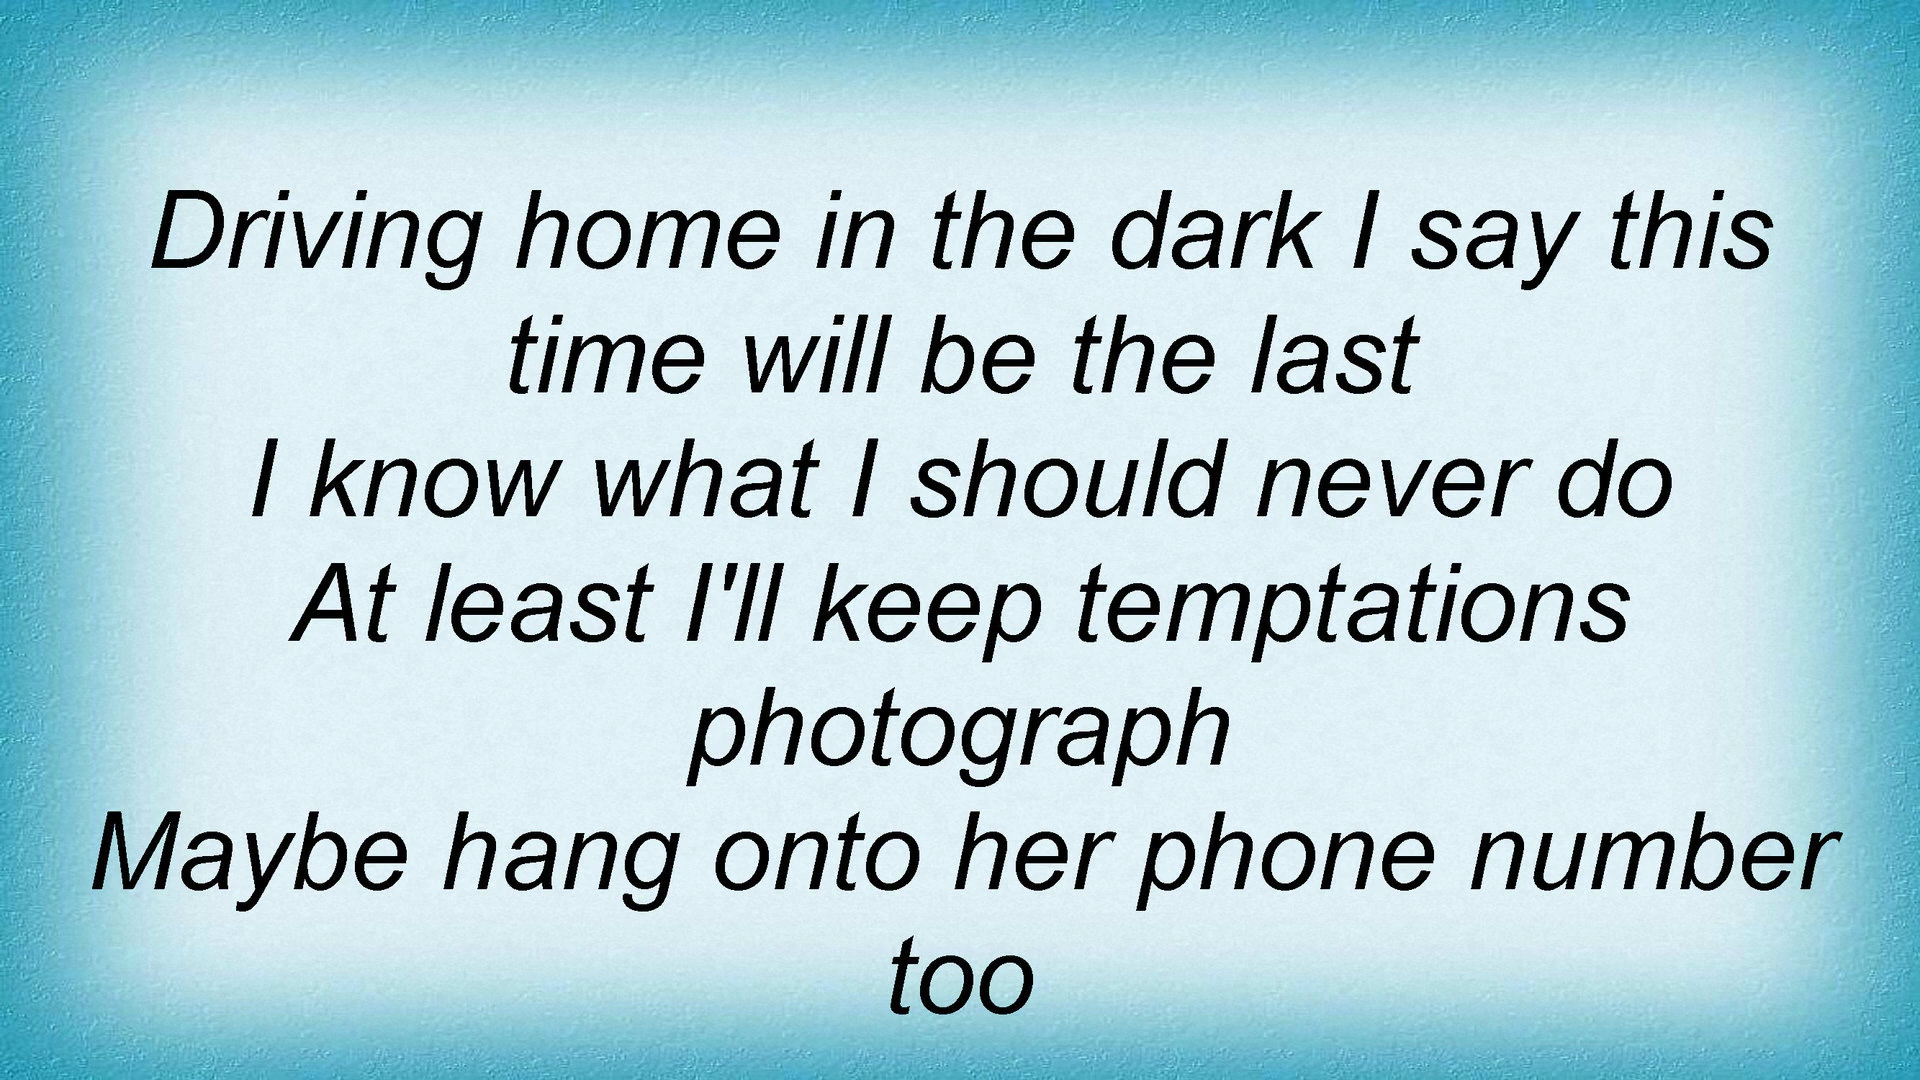 Driving home in the dark I say this
time will be the last
I know what I should never do
At least I'll keep temptations
photograph
Maybe hang onto her phone number
too